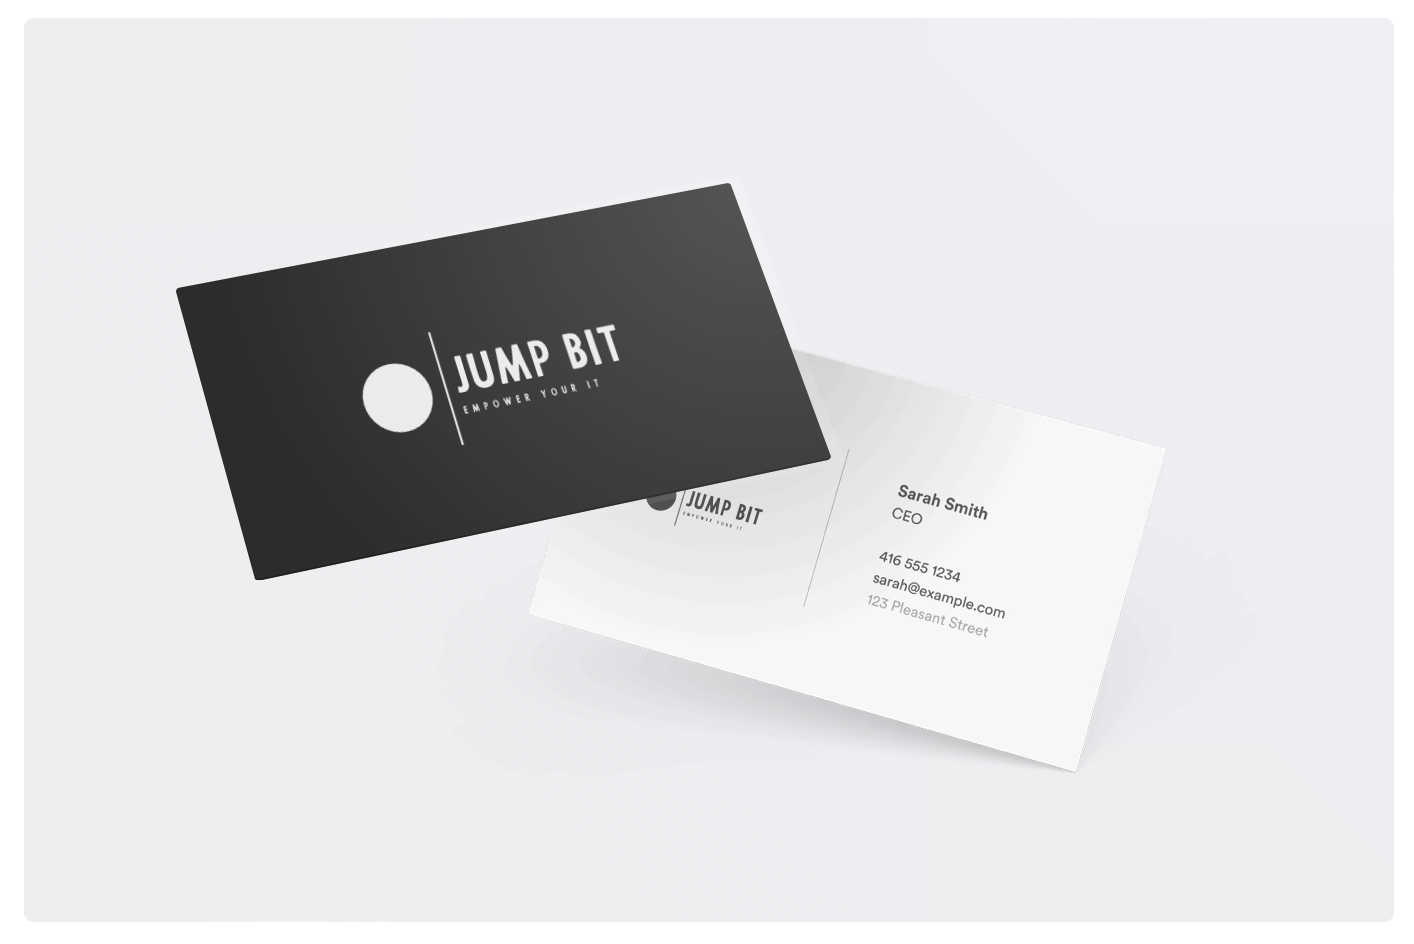 JUMP BIT
EMPOWER YOUR IT
JUMP BIT
EMPOWER YOUR IT
Sarah Smith
CEO
416 555 1234
sarah@example.com
123 Pleasant Street